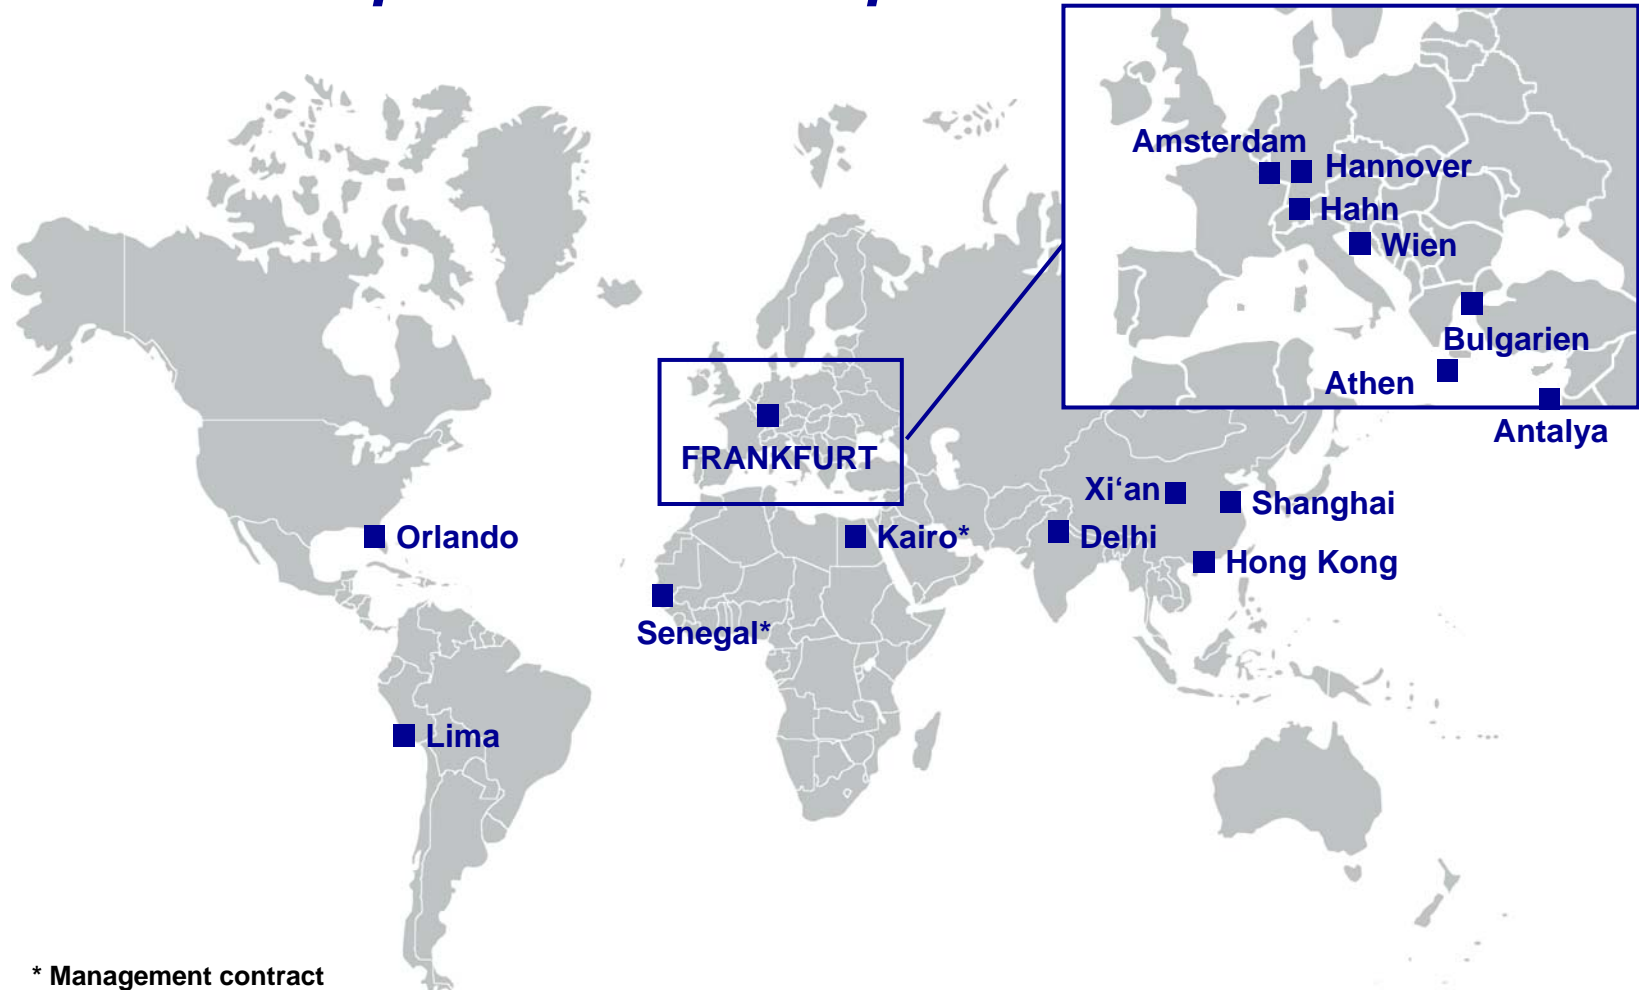 Amsterdam
Hannover
Hahn
Wien
Bulgarien
Athen
Antalya
FRANKFURT
Xi‘an
Shanghai
Orlando
Kairo*
Delhi
Hong Kong
Senegal*
Lima
* Management contract